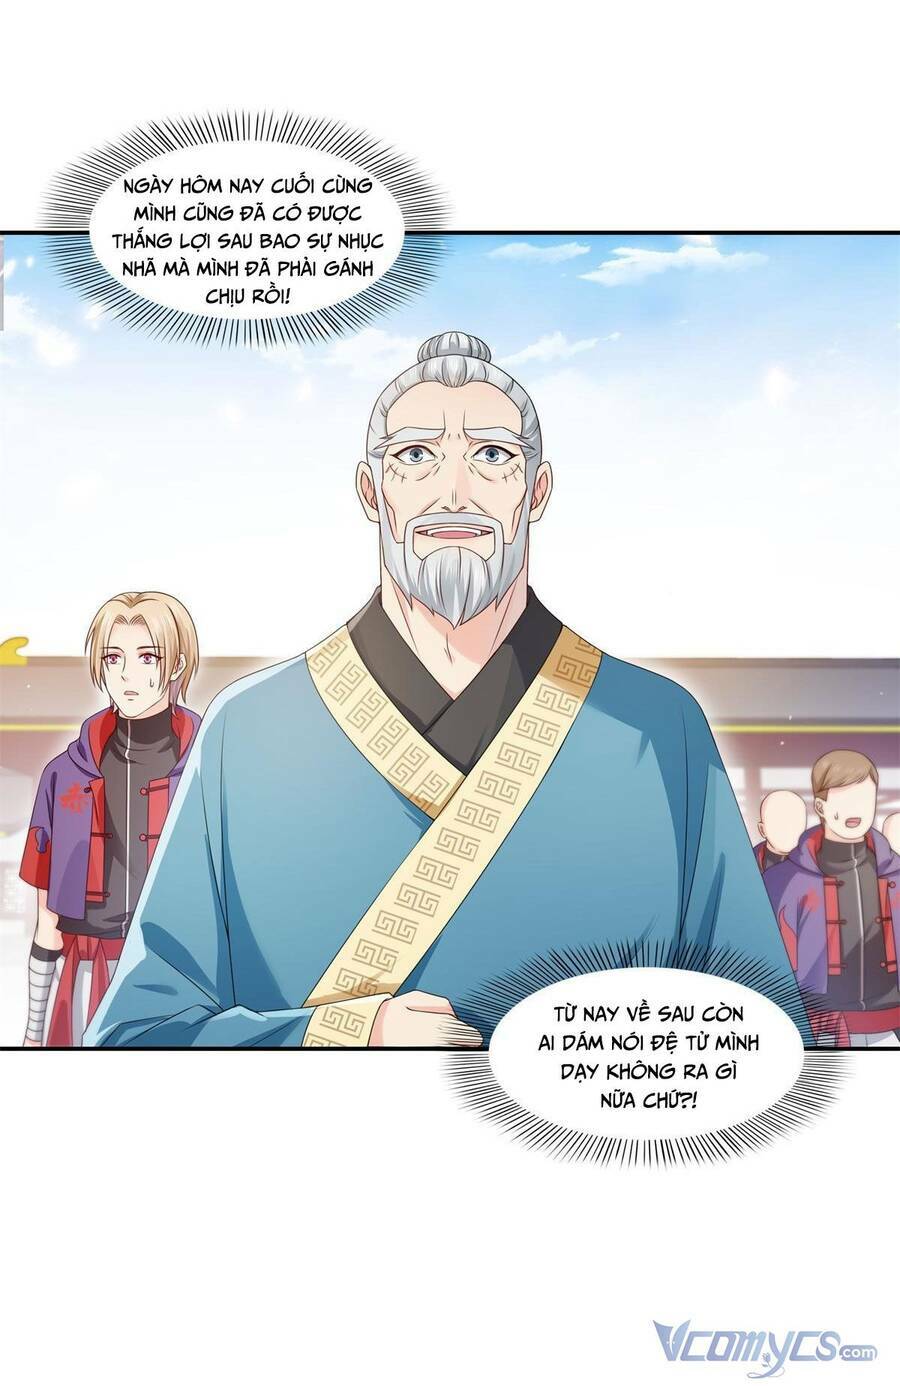 NGÀY HÔM NAY CUỐI CÙNG
MÌNH CŨNG ĐÃ CÓ ĐƯỢC
THẮNG LỢI SAU BAO SỰ NHỤC
NHÃ MÀ MÌNH ĐÃ PHẢI GÁNH
CHỊU RỒI!
赤
TỪ NAY VỀ SAU CÒN
AI DÁM NÓI ĐỆ TỬ MÌNH
DẠY KHÔNG RA GÌ
NỮA CHỨ?!
VCOMYCS.com